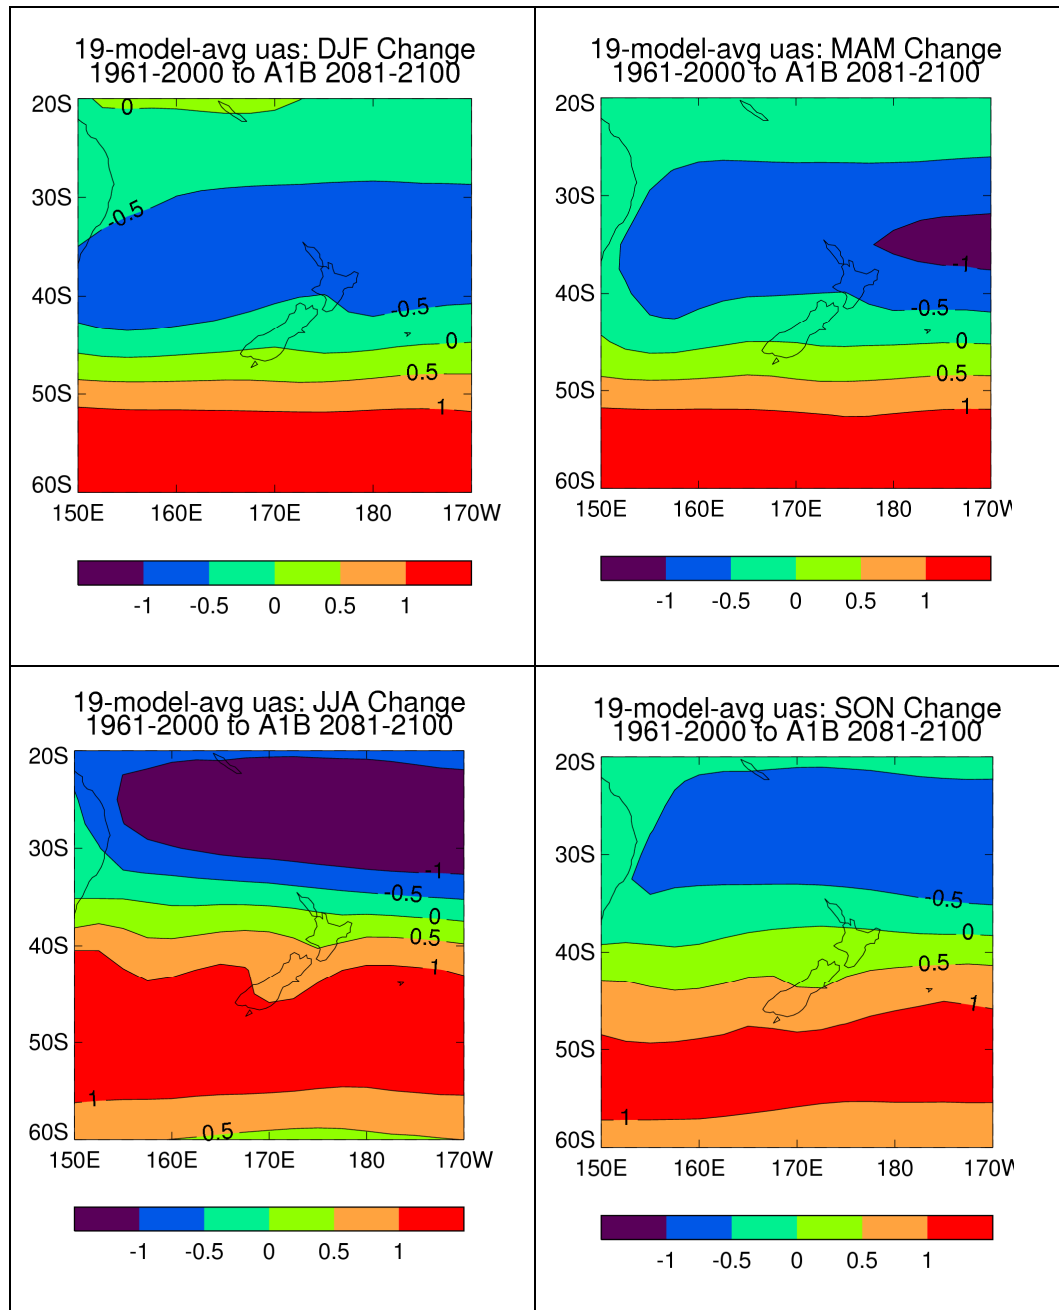 19-model-avg uas: DJF Change
1961-2000 to A1B 2081-2100
20S
0
30S
-0.5
40S
-0.5
0
0.5
50S
1
60S
150E 160E 170E 180 170W
-1 -0.5 0 0.5 1
19-model-avg uas: MAM Change
1961-2000 to A1B 2081-2100
20S
30S
-1
40S
-0.5
0
0.5
50S
1
60S
150E 160E 170E 180 170W
-1 -0.5 0 0.5 1
19-model-avg uas: JJA Change
1961-2000 to A1B 2081-2100
20S
30S
-1
-0.5
0
40S
0.5
1
50S
1
60S
0.5
150E 160E 170E 180 170W
-1 -0.5 0 0.5 1
19-model-avg uas: SON Change
1961-2000 to A1B 2081-2100
20S
30S
-0.5
0
40S
0.5
1
50S
1
60S
150E 160E 170E 180 170W
-1 -0.5 0 0.5 1